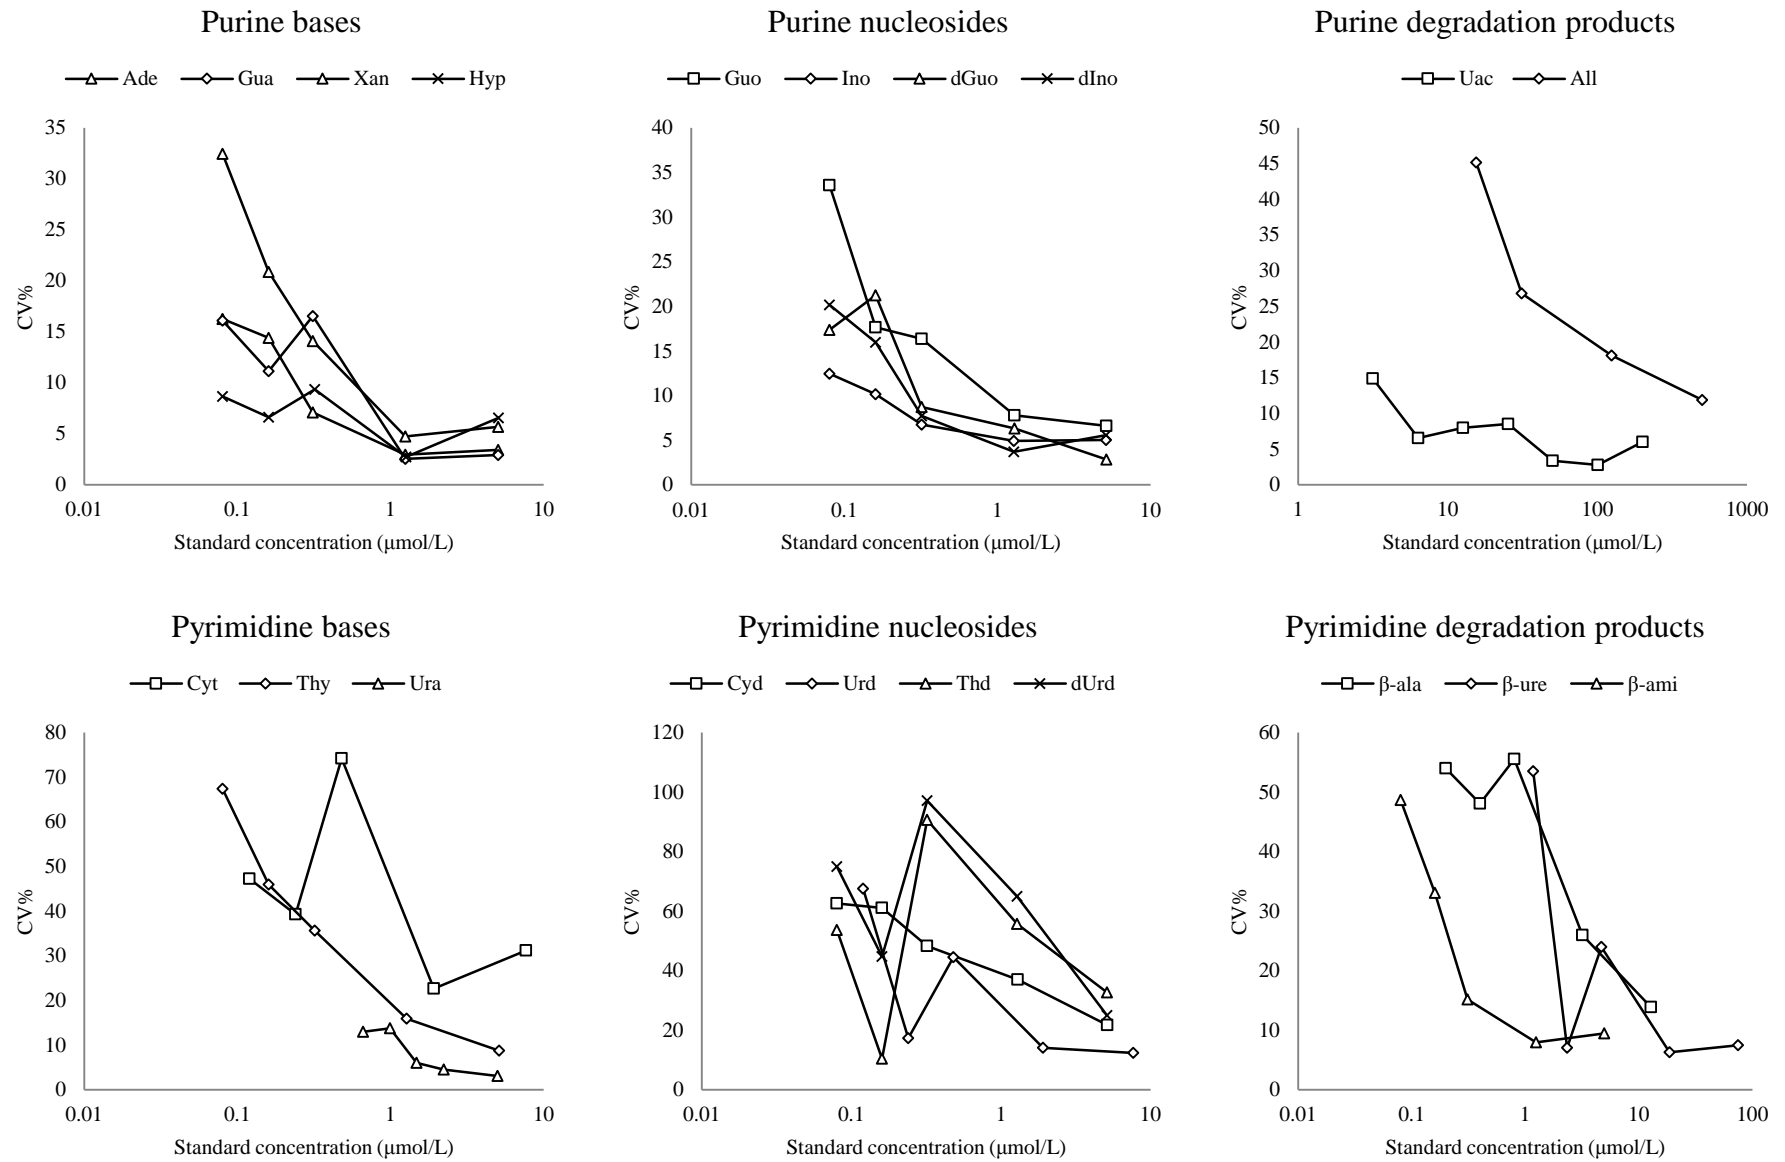 Purine bases
Ade Gua Xan Hyp
35
30
25
20
15
10
5
0
CV%
0.01 0.1 1 10
Standard concentration (μmol/L)
Purine nucleosides
Guo Ino dGuo dIno
40
35
30
25
20
15
10
5
0
CV%
0.01 0.1 1 10
Standard concentration (μmol/L)
Purine degradation products
Uac All
50
45
40
35
30
25
20
15
10
5
0
CV%
1 10 100 1000
Standard concentration (μmol/L)
Pyrimidine bases
Cyt Thy Ura
80
70
60
50
40
30
20
10
0
CV%
0.01 0.1 1 10
Standard concentration (μmol/L)
Pyrimidine nucleosides
Cyd Urd Thd dUrd
120
100
80
60
40
20
0
CV%
0.01 0.1 1 10
Standard concentration (μmol/L)
Pyrimidine degradation products
β-ala β-ure β-ami
60
50
40
30
20
10
0
CV%
0.01 0.1 1 10 100
Standard concentration (μmol/L)